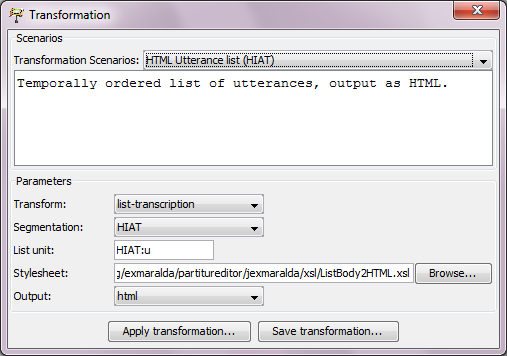 Transformation
Scenarios
Transformation Scenarios: HTML Utterance list (HIAT)
Temporally ordered list of utterances, output as HTML.
Parameters
Transform: list-transcription
Segmentation: HIAT
List unit: HIAT:u
Stylesheet: g/exmaralda/partitureditor/jexmaralda/xsl/ListBody2HTML.xsl Browse...
Output: html
Apply transformation... Save transformation...